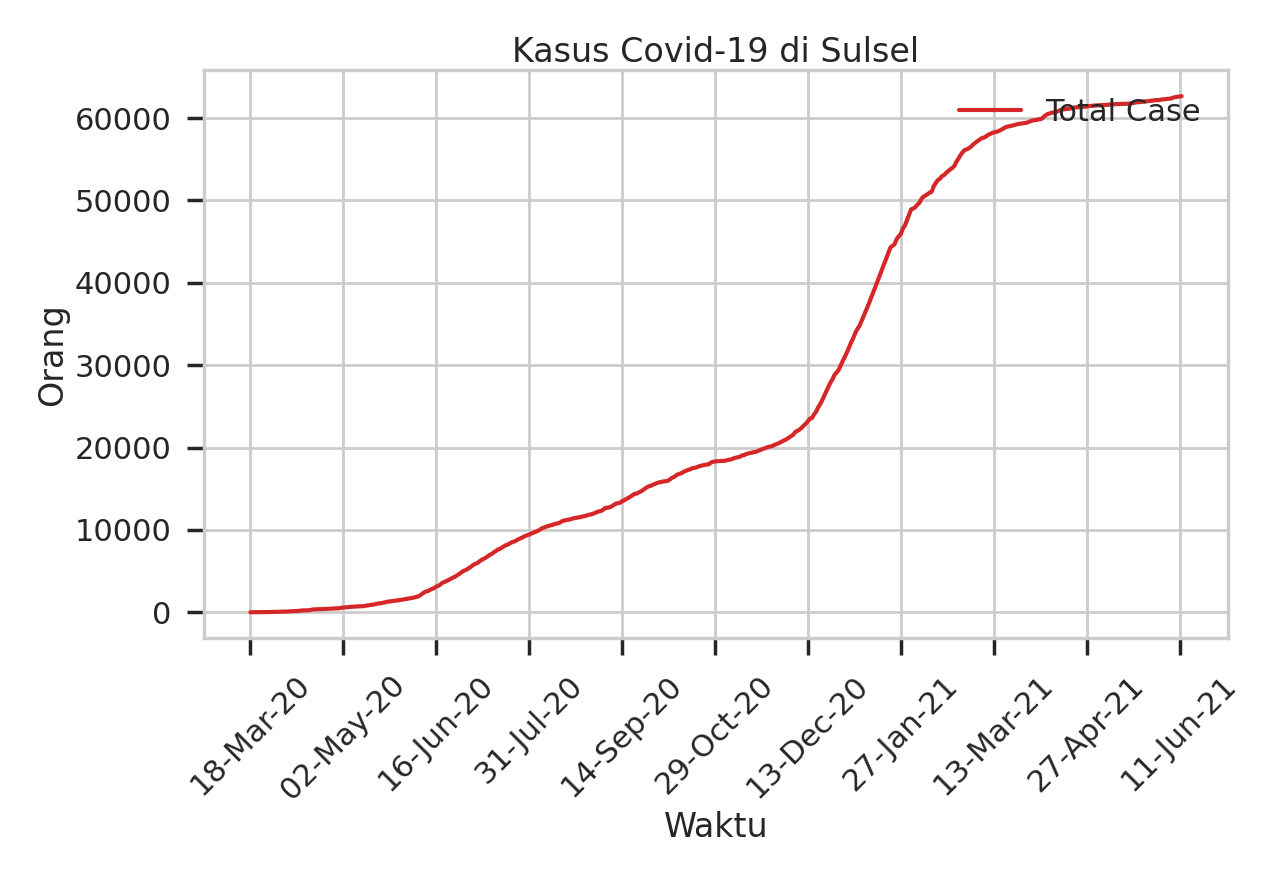 Kasus Covid-19 di Sulsel
Total Case
60000
50000
40000
30000
20000
10000
0
Orang
18-Mar-20
02-May-20
16-Jun-20
31-Jul-20
14-Sep-20
29-Oct-20
13-Dec-20
27-Jan-21
13-Mar-21
27-Apr-21
11-Jun-21
Waktu